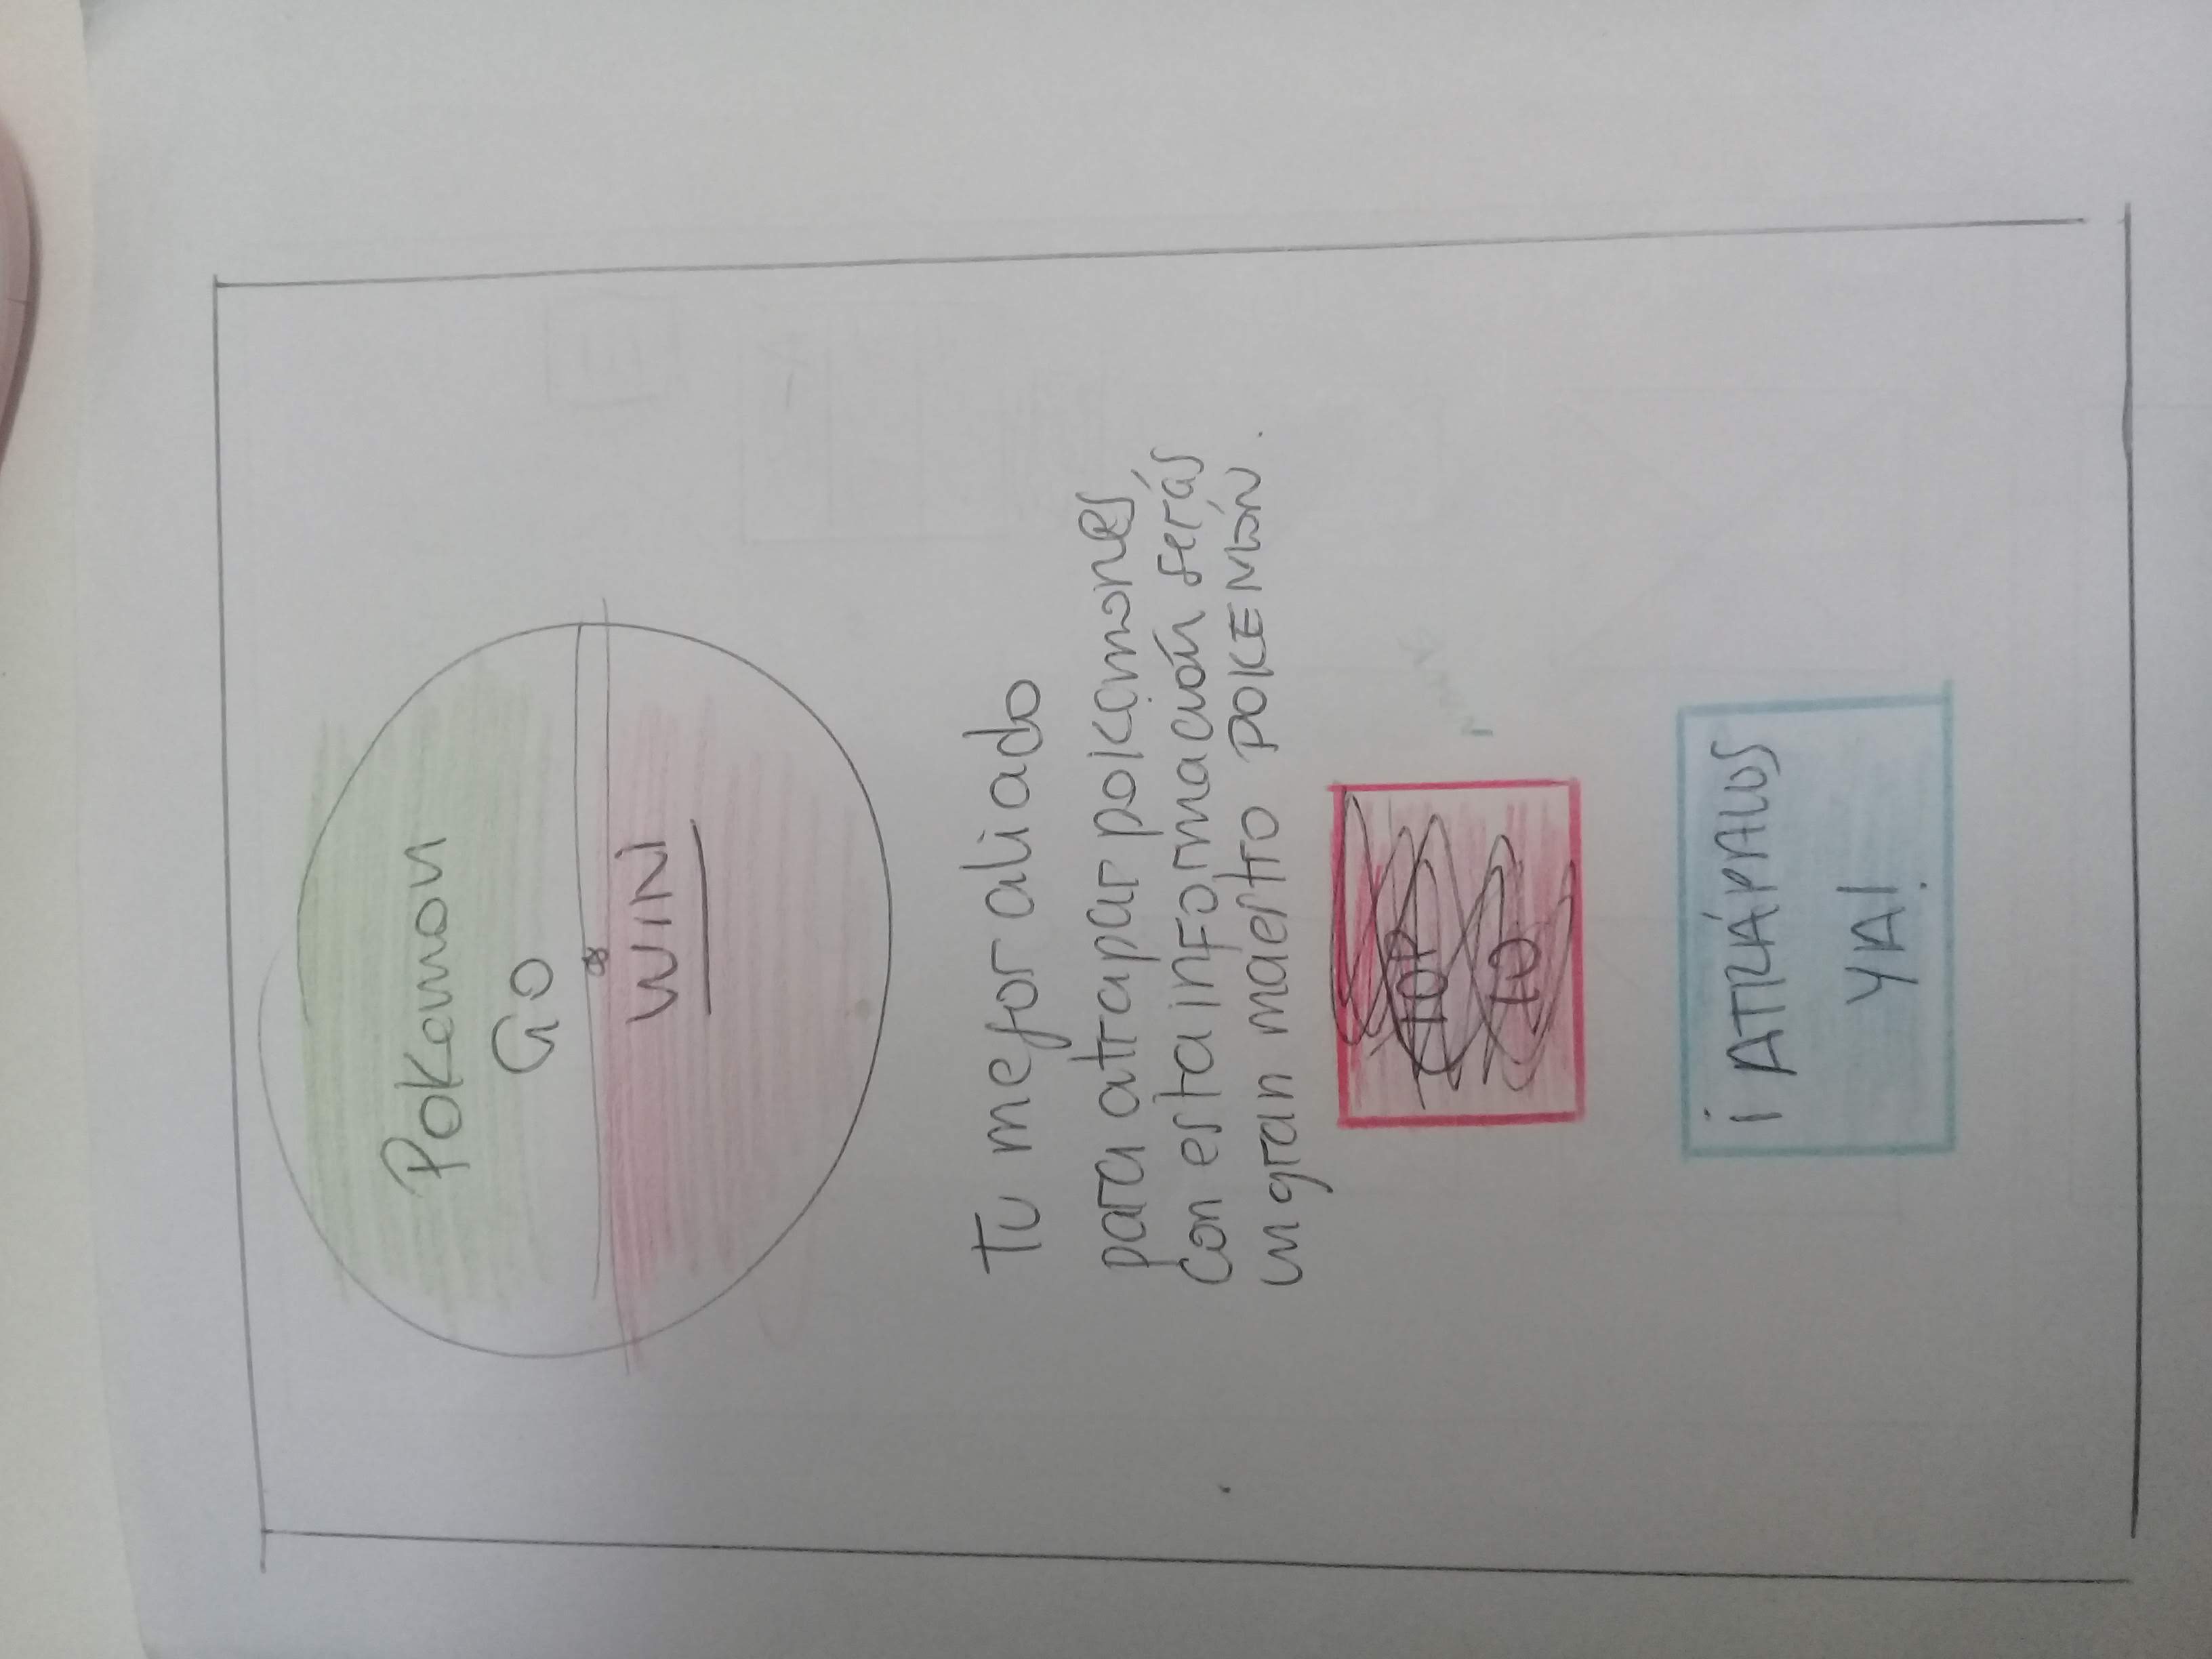 Pokemon
GO
WIN
Tu mejor aliado
para atrapar pokemones,
con esta información serás
un gran maestro POKEMÓN.
TOP
10
¡ATRÁPALOS
YA!